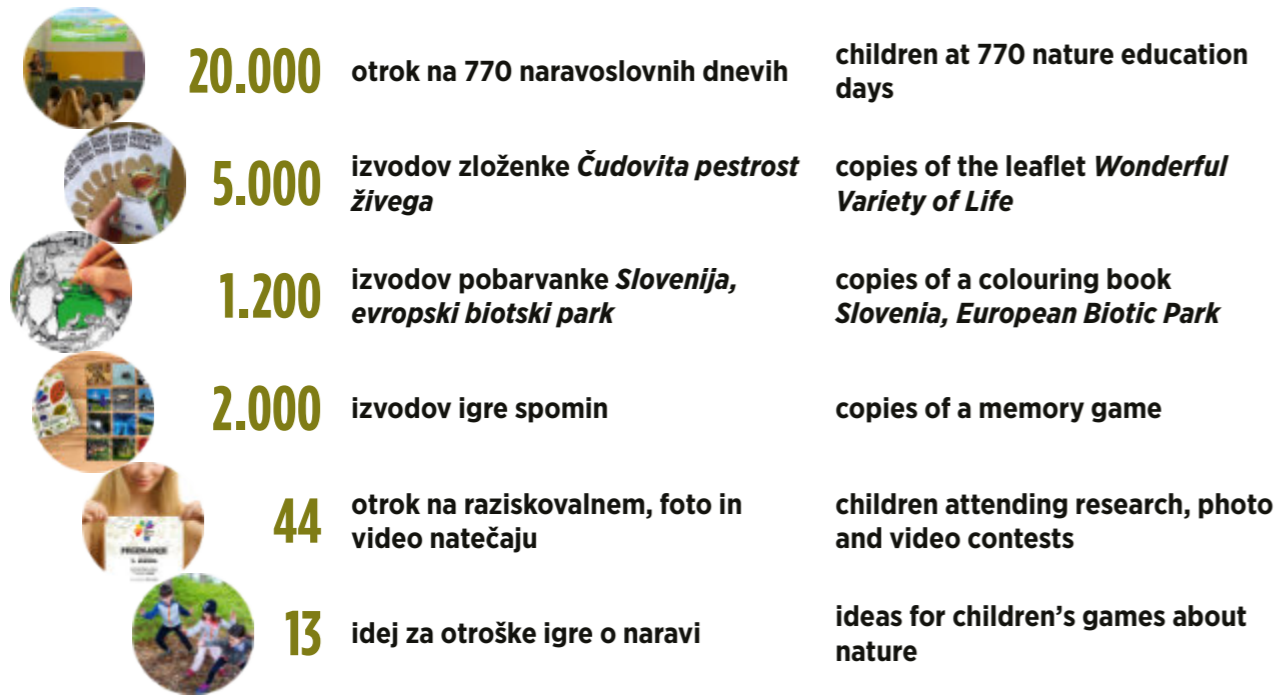 20.000
otrok na 770 naravoslovnih dnevih
children at 770 nature education
days
5.000
izvodov zloženke Čudovita pestrost
živega
copies of the leaflet Wonderful
Variety of Life
1.200
izvodov pobarvanke Slovenija,
evropski biotski park
copies of a colouring book
Slovenia, European Biotic Park
2.000
izvodov igre spomin
copies of a memory game
44
otrok na raziskovalnem, foto in
video natečaju
children attending research, photo
and video contests
13
idej za otroške igre o naravi
ideas for children’s games about
nature